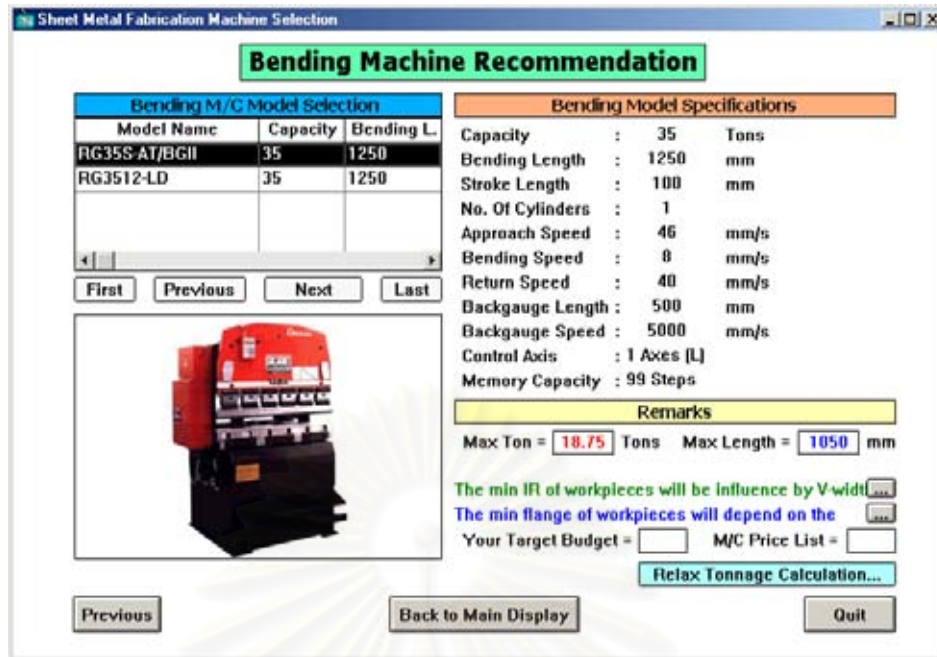 Sheet Metal Fabrication Machine Selection
Bending Machine Recommendation
Bending M/C Model Selection
Model Name Capacity Bending L.
RG35S-AT/BGII 35 1250
RG3512-LD 35 1250
First Previous Next Last
Bending Model Specifications
Capacity : 35 Tons
Bending Length : 1250 mm
Stroke Length : 100 mm
No. Of Cylinders : 1
Approach Speed : 46 mm/s
Bending Speed : 8 mm/s
Return Speed : 40 mm/s
Backgauge Length : 500 mm
Backgauge Speed : 5000 mm/s
Control Axis : 1 Axes (L)
Memory Capacity : 99 Steps
Remarks
Max Ton = 18.75 Tons Max Length = 1050 mm
The min IR of workpieces will be influence by V-widt ...
The min flange of workpieces will depend on the ...
Your Target Budget = M/C Price List =
Relax Tonnage Calculation...
Previous Back to Main Display Quit